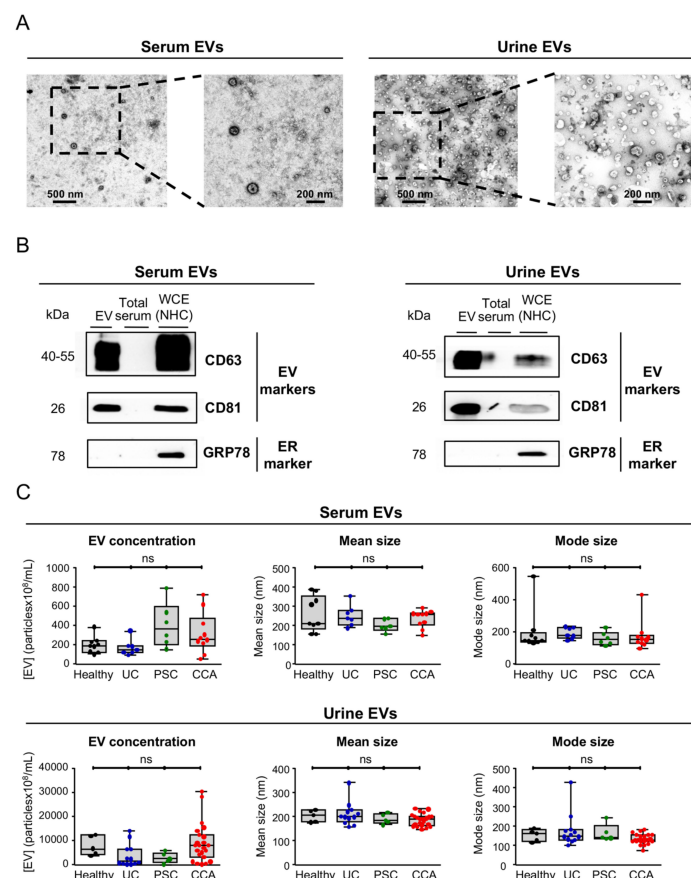 A
Serum EVs
Urine EVs
500 nm
200 nm
500 nm
200 nm
B
Serum EVs
Urine EVs
kDa
EV
Total serum
WCE (NHC)
40-55
CD63
26
CD81
EV markers
78
GRP78
ER marker
kDa
EV
Total serum
WCE (NHC)
40-55
CD63
26
CD81
EV markers
78
GRP78
ER marker
C
Serum EVs
EV concentration
ns
[EV] (particlesx10⁸/mL)
1000
800
600
400
200
0
Healthy UC PSC CCA
Mean size
ns
Mean size (nm)
500
400
300
200
100
0
Healthy UC PSC CCA
Mode size
ns
Mode size (nm)
600
400
200
0
Healthy UC PSC CCA
Urine EVs
EV concentration
ns
[EV] (particlesx10⁸/mL)
40000
30000
20000
10000
0
Healthy UC PSC CCA
Mean size
ns
Mean size (nm)
400
300
200
100
0
Healthy UC PSC CCA
Mode size
ns
Mode size (nm)
500
400
300
200
100
0
Healthy UC PSC CCA